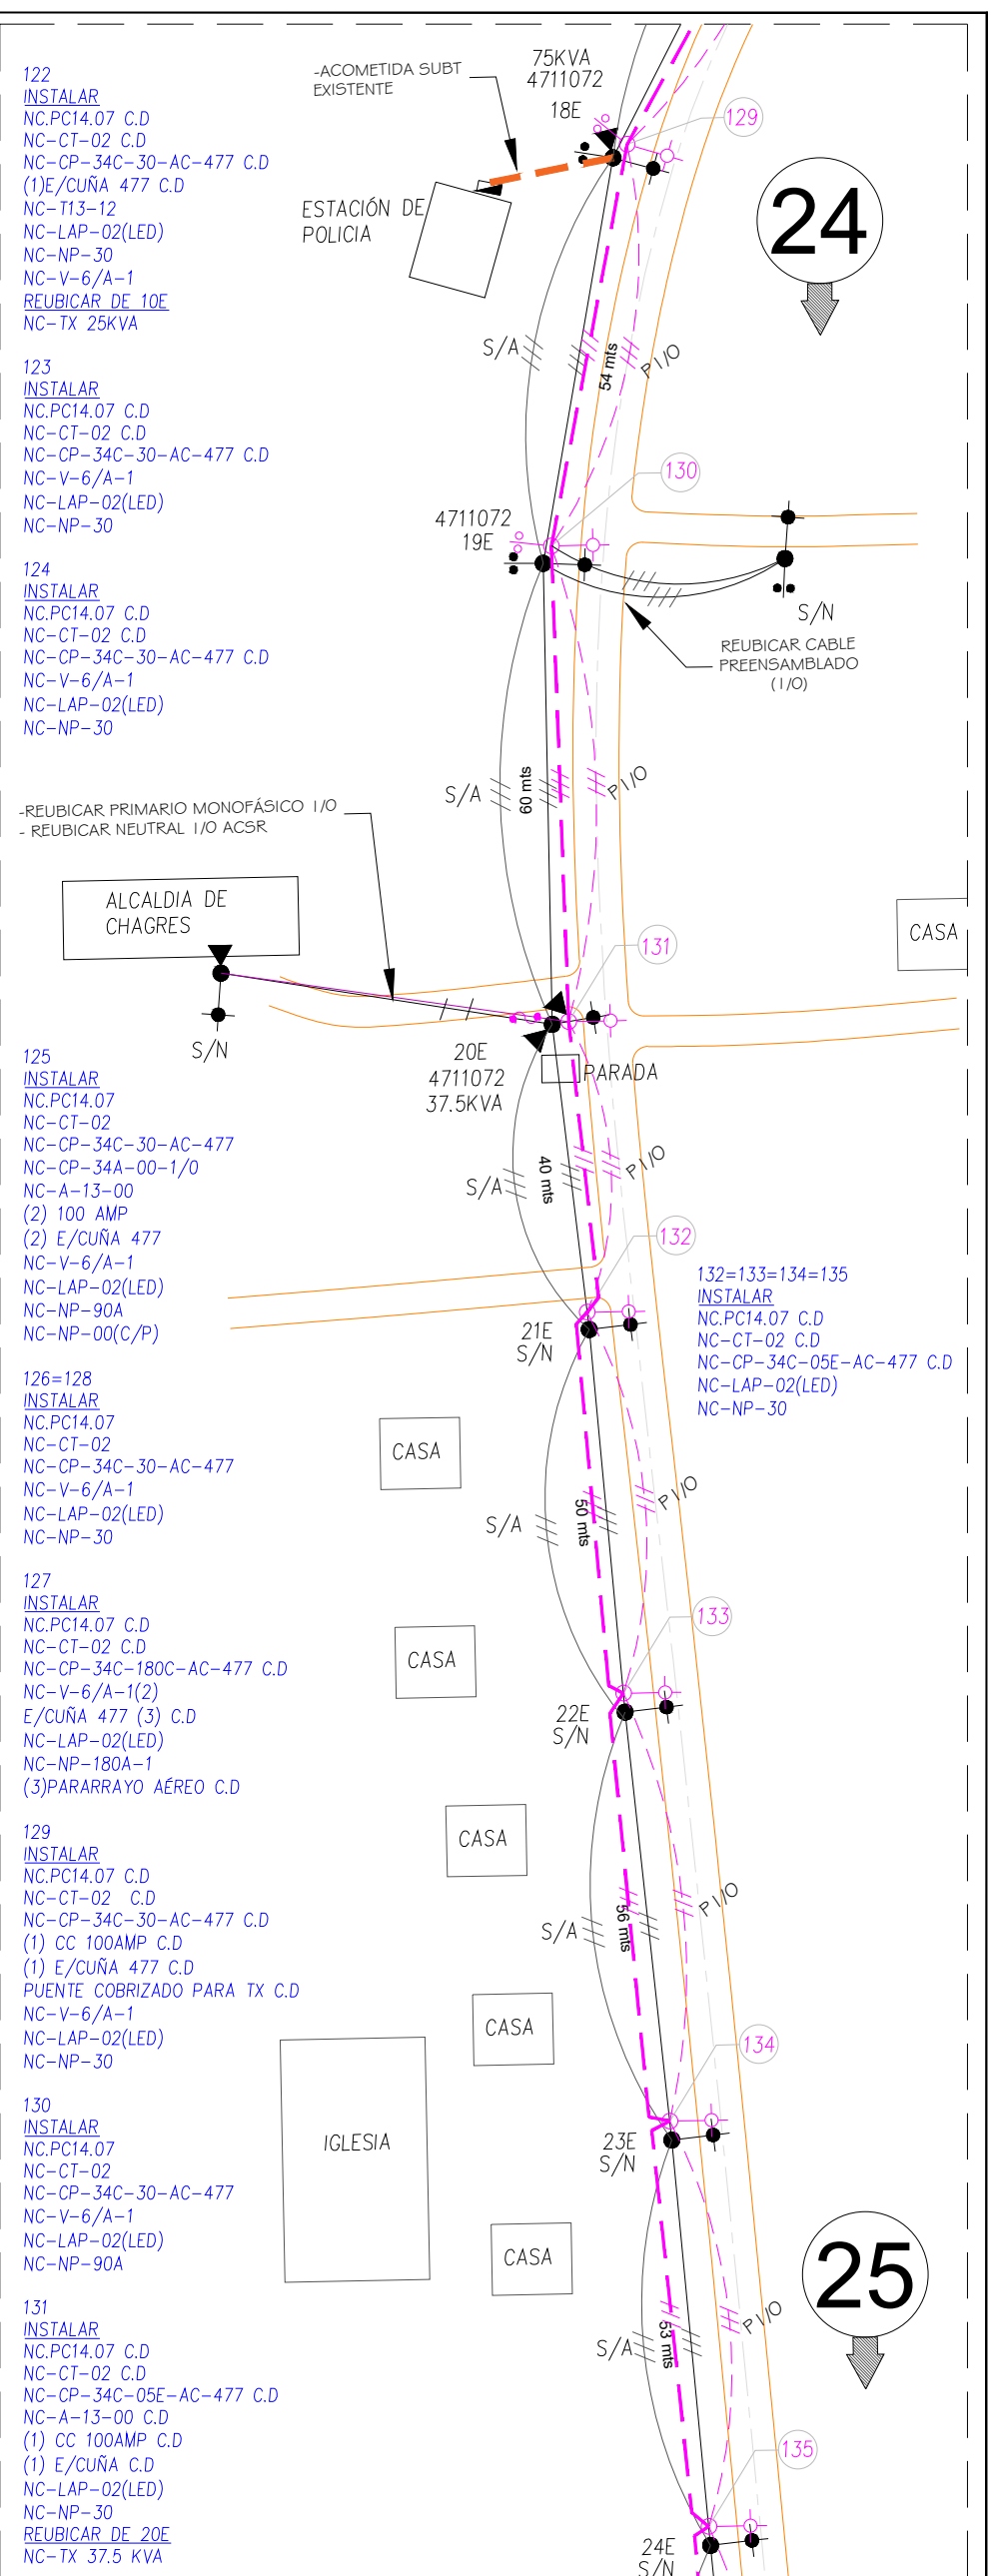 122
INSTALAR
NC.PC14.07 C.D
NC-CT-02 C.D
NC-CP-34C-30-AC-477 C.D
(1)E/CUÑA 477 C.D
NC-T13-12
NC-LAP-02(LED)
NC-NP-30
NC-V-6/A-1
REUBICAR DE 10E
NC-TX 25KVA
123
INSTALAR
NC.PC14.07 C.D
NC-CT-02 C.D
NC-CP-34C-30-AC-477 C.D
NC-V-6/A-1
NC-LAP-02(LED)
NC-NP-30
124
INSTALAR
NC.PC14.07 C.D
NC-CT-02 C.D
NC-CP-34C-30-AC-477 C.D
NC-V-6/A-1
NC-LAP-02(LED)
NC-NP-30
-REUBICAR PRIMARIO MONOFÁSICO 1/0
- REUBICAR NEUTRAL 1/0 ACSR
ALCALDIA DE
CHAGRES
S/N
125
INSTALAR
NC.PC14.07
NC-CT-02
NC-CP-34C-30-AC-477
NC-CP-34A-00-1/0
NC-A-13-00
(2) 100 AMP
(2) E/CUÑA 477
NC-V-6/A-1
NC-LAP-02(LED)
NC-NP-90A
NC-NP-00(C/P)
126=128
INSTALAR
NC.PC14.07
NC-CT-02
NC-CP-34C-30-AC-477
NC-V-6/A-1
NC-LAP-02(LED)
NC-NP-30
127
INSTALAR
NC.PC14.07 C.D
NC-CT-02 C.D
NC-CP-34C-180C-AC-477 C.D
NC-V-6/A-1(2)
E/CUÑA 477 (3) C.D
NC-LAP-02(LED)
NC-NP-180A-1
(3)PARARRAYO AÉREO C.D
129
INSTALAR
NC.PC14.07 C.D
NC-CT-02 C.D
NC-CP-34C-30-AC-477 C.D
(1) CC 100AMP C.D
(1) E/CUÑA 477 C.D
PUENTE COBRIZADO PARA TX C.D
NC-V-6/A-1
NC-LAP-02(LED)
NC-NP-30
130
INSTALAR
NC.PC14.07
NC-CT-02
NC-CP-34C-30-AC-477
NC-V-6/A-1
NC-LAP-02(LED)
NC-NP-90A
131
INSTALAR
NC.PC14.07 C.D
NC-CT-02 C.D
NC-CP-34C-05E-AC-477 C.D
NC-A-13-00 C.D
(1) CC 100AMP C.D
(1) E/CUÑA C.D
NC-LAP-02(LED)
NC-NP-30
REUBICAR DE 20E
NC-TX 37.5 KVA
-ACOMETIDA SUBT
EXISTENTE
75KVA
4711072
18E
129
ESTACIÓN DE
POLICIA
24
S/A
54 mts
P1/0
130
4711072
19E
S/N
REUBICAR CABLE
PREENSAMBLADO
(1/0)
S/A
60 mts
P1/0
CASA
131
20E
4711072
37.5KVA
PARADA
S/A
40 mts
P1/0
132
21E
S/N
132=133=134=135
INSTALAR
NC.PC14.07 C.D
NC-CT-02 C.D
NC-CP-34C-05E-AC-477 C.D
NC-LAP-02(LED)
NC-NP-30
CASA
S/A
50 mts
P1/0
133
CASA
22E
S/N
CASA
S/A
56 mts
P1/0
CASA
134
IGLESIA
23E
S/N
CASA
25
S/A
53 mts
P1/0
135
24E
S/N